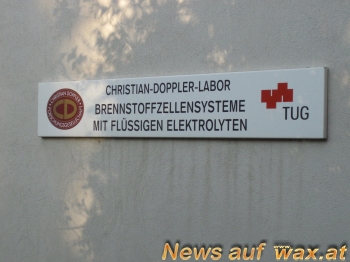 CHRISTIAN-DOPPLER-LABOR
BRENNSTOFFZELLENSYSTEME
MIT FLÜSSIGEN ELEKTROLYTEN
TUG
News auf wax.at